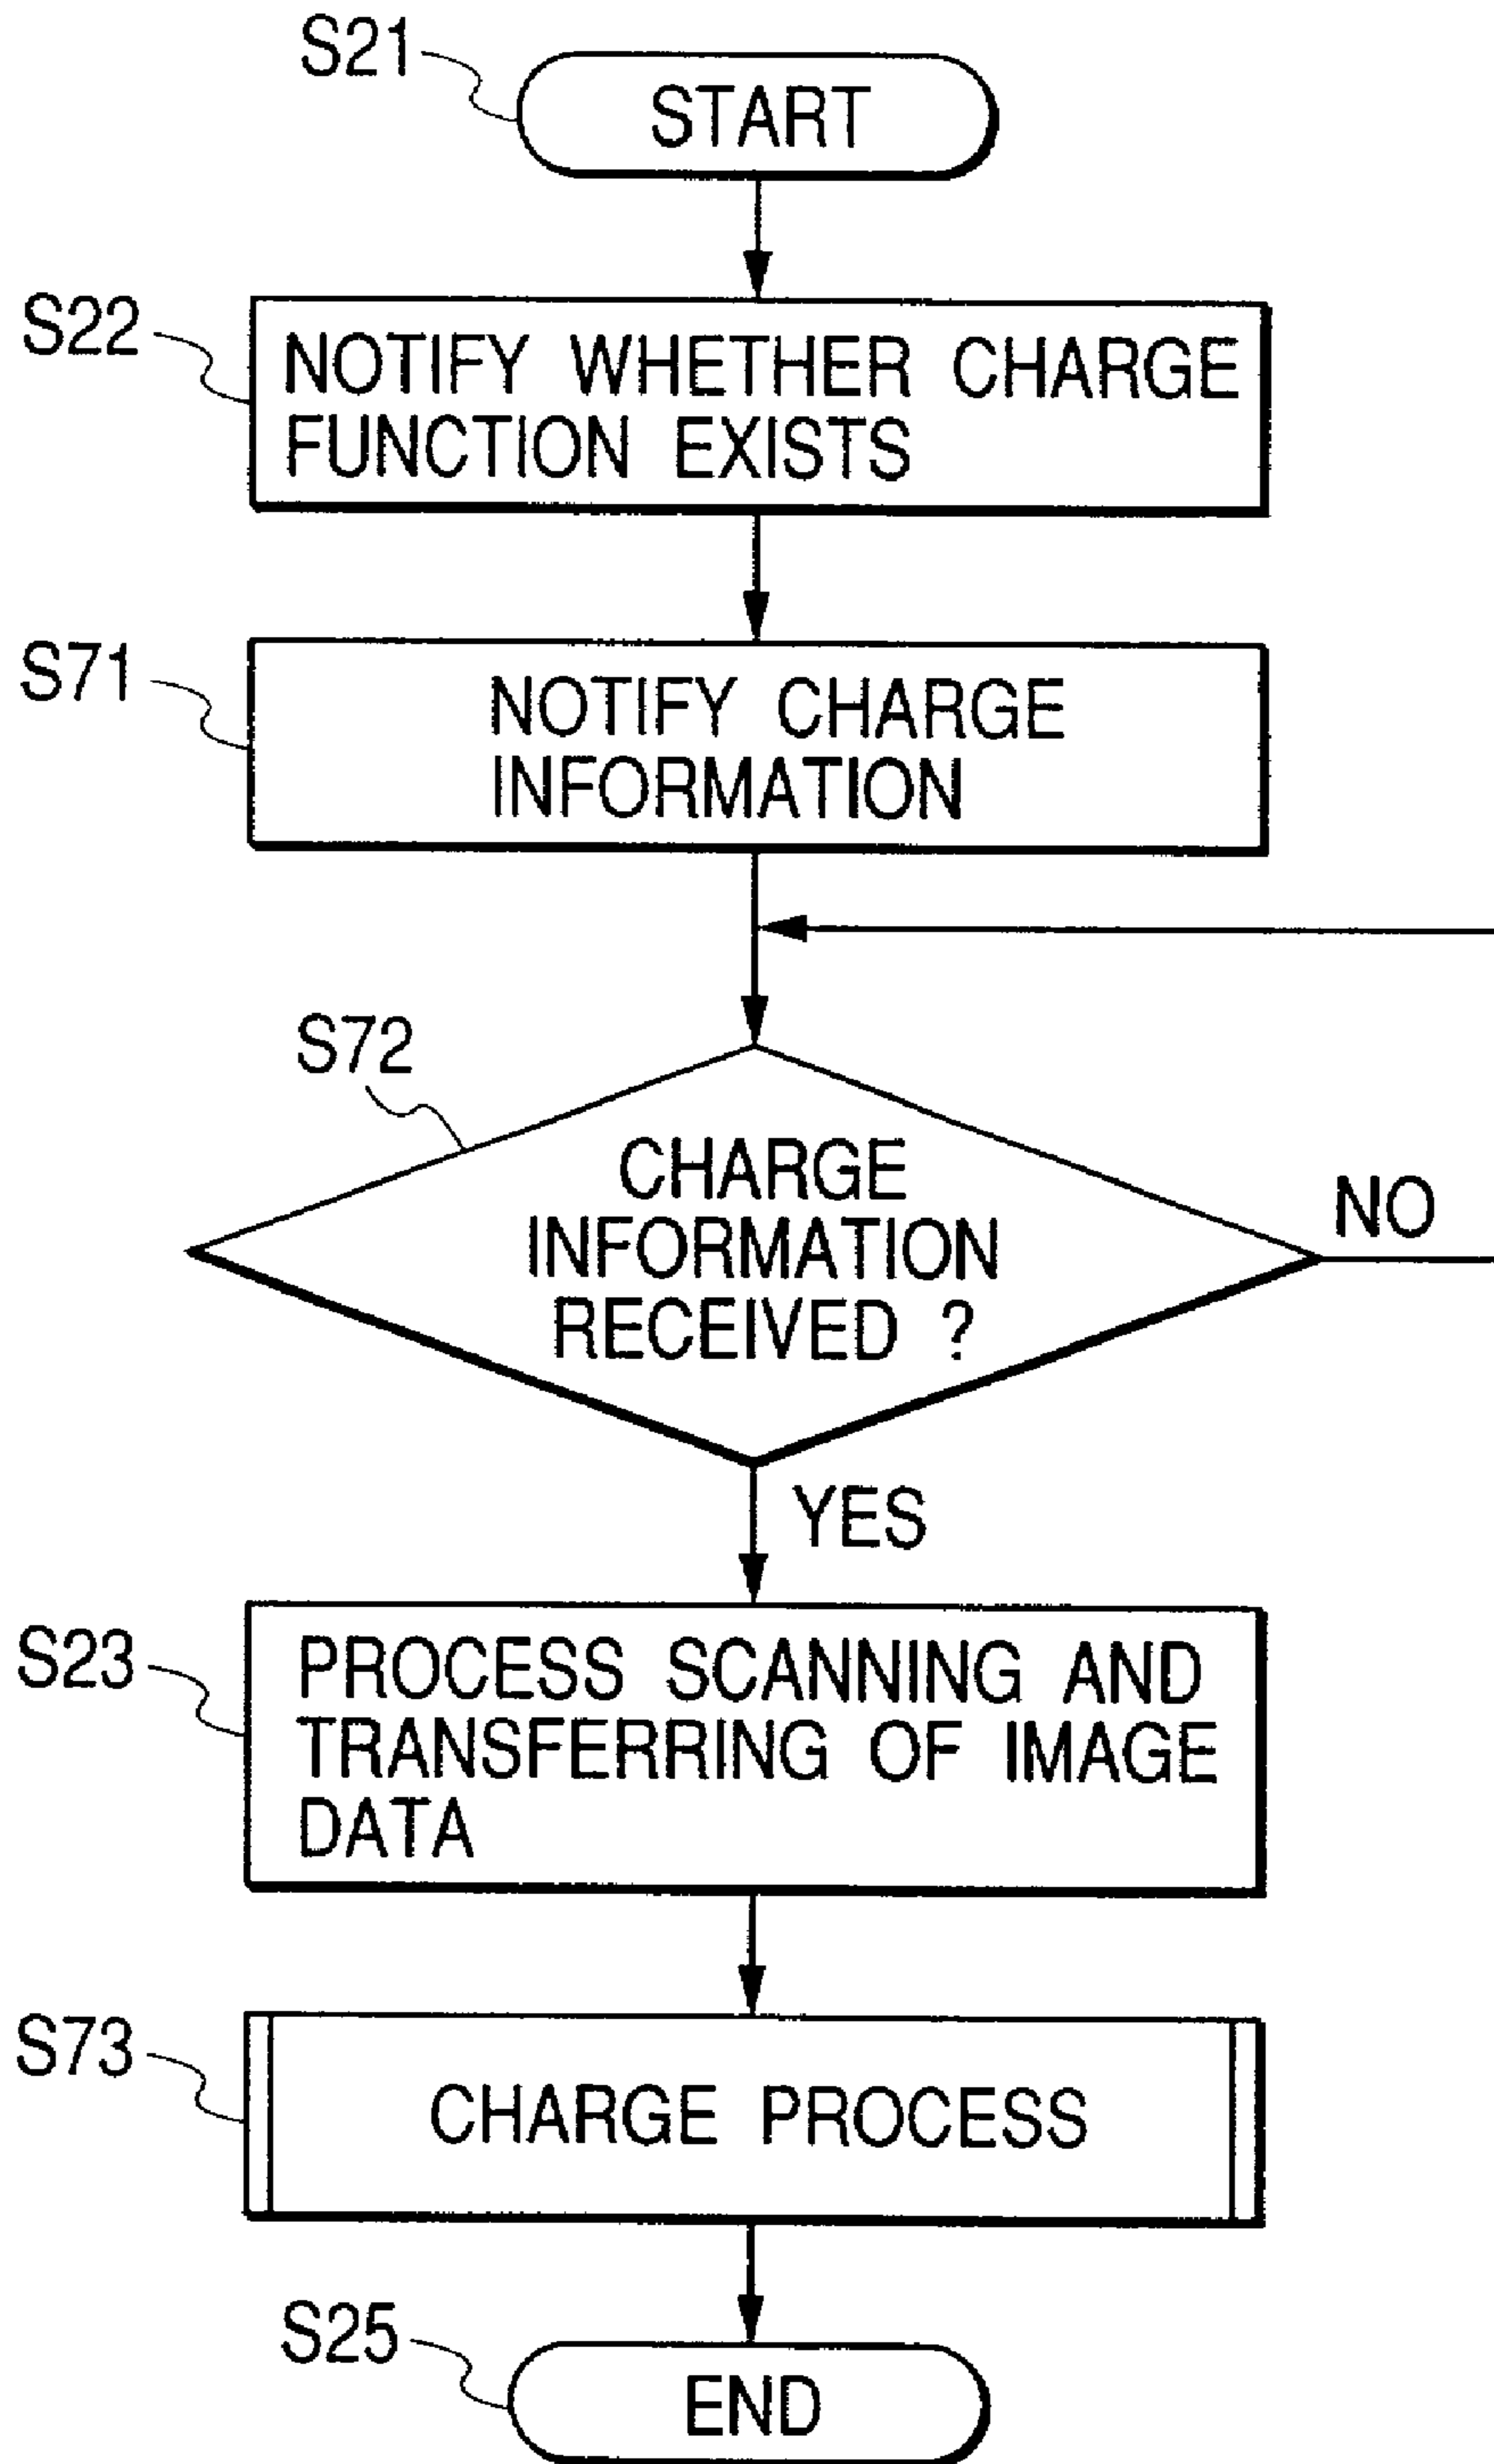 S21
START
S22
NOTIFY WHETHER CHARGE
FUNCTION EXISTS
S71
NOTIFY CHARGE
INFORMATION
S72
CHARGE
INFORMATION
RECEIVED ?
NO
YES
S23
PROCESS SCANNING AND
TRANSFERRING OF IMAGE
DATA
S73
CHARGE PROCESS
S25
END